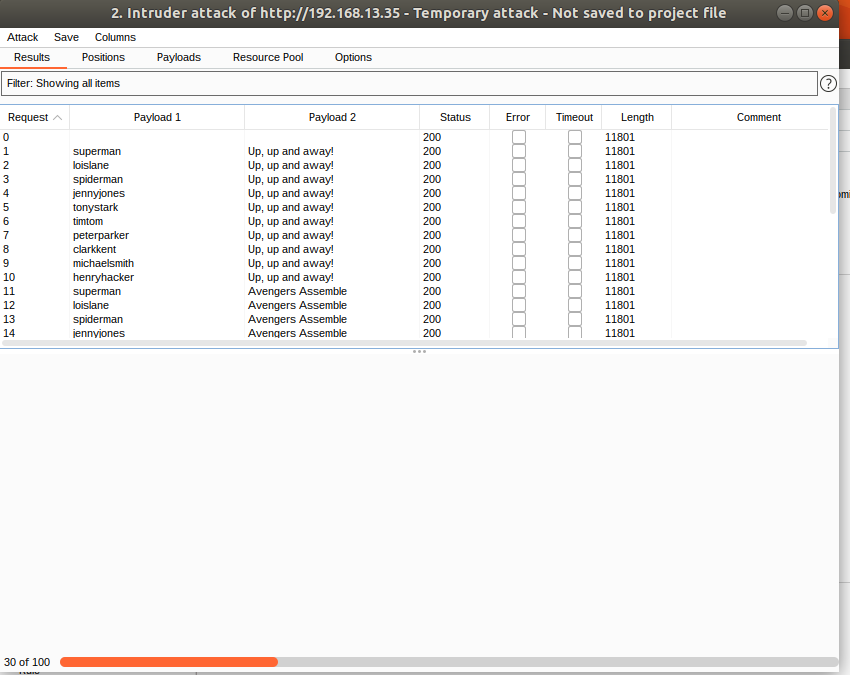 2. Intruder attack of http://192.168.13.35 - Temporary attack - Not saved to project file
Attack Save Columns
Results Positions Payloads Resource Pool Options
Filter: Showing all items ?
Request Payload 1 Payload 2 Status Error Timeout Length Comment
0 200 11801
1 superman Up, up and away! 200 11801
2 loislane Up, up and away! 200 11801
3 spiderman Up, up and away! 200 11801
4 jennyjones Up, up and away! 200 11801
5 tonystark Up, up and away! 200 11801
6 timtom Up, up and away! 200 11801
7 peterparker Up, up and away! 200 11801
8 clarkkent Up, up and away! 200 11801
9 michaelsmith Up, up and away! 200 11801
10 henryhacker Up, up and away! 200 11801
11 superman Avengers Assemble 200 11801
12 loislane Avengers Assemble 200 11801
13 spiderman Avengers Assemble 200 11801
14 jennyjones Avengers Assemble 200 11801
30 of 100